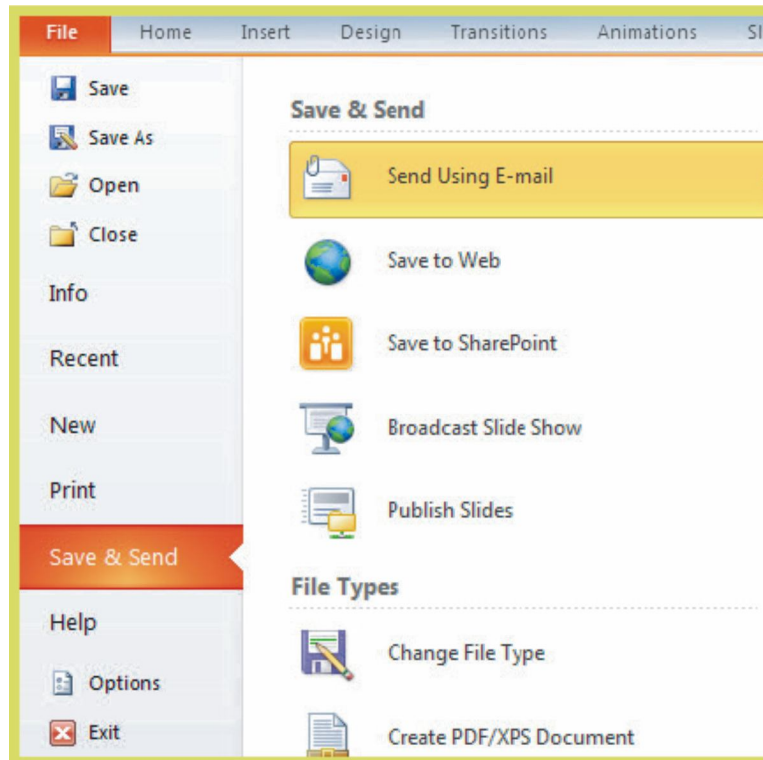 File Home Insert Design Transitions Animations
Save
Save As
Open
Close
Info
Recent
New
Print
Save & Send
Help
Options
Exit
Save & Send
Send Using E-mail
Save to Web
Save to SharePoint
Broadcast Slide Show
Publish Slides
File Types
Change File Type
Create PDF/XPS Document